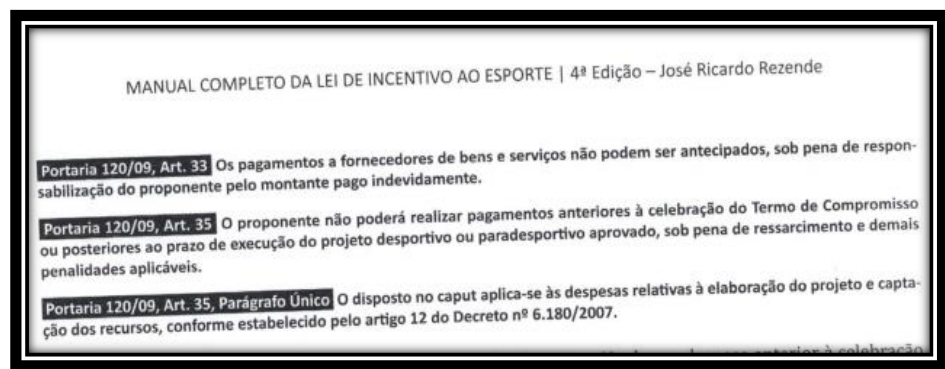 MANUAL COMPLETO DA LEI DE INCENTIVO AO ESPORTE | 4ª Edição – José Ricardo Rezende
Portaria 120/09, Art. 33 Os pagamentos a fornecedores de bens e serviços não podem ser antecipados, sob pena de respon-
sabilização do proponente pelo montante pago indevidamente.
Portaria 120/09, Art. 35 O proponente não poderá realizar pagamentos anteriores à celebração do Termo de Compromisso
ou posteriores ao prazo de execução do projeto desportivo ou paradesportivo aprovado, sob pena de ressarcimento e demais
penalidades aplicáveis.
Portaria 120/09, Art. 35, Parágrafo Único O disposto no caput aplica-se às despesas relativas à elaboração do projeto e capta-
ção dos recursos, conforme estabelecido pelo artigo 12 do Decreto nº 6.180/2007.
anterior à celebração